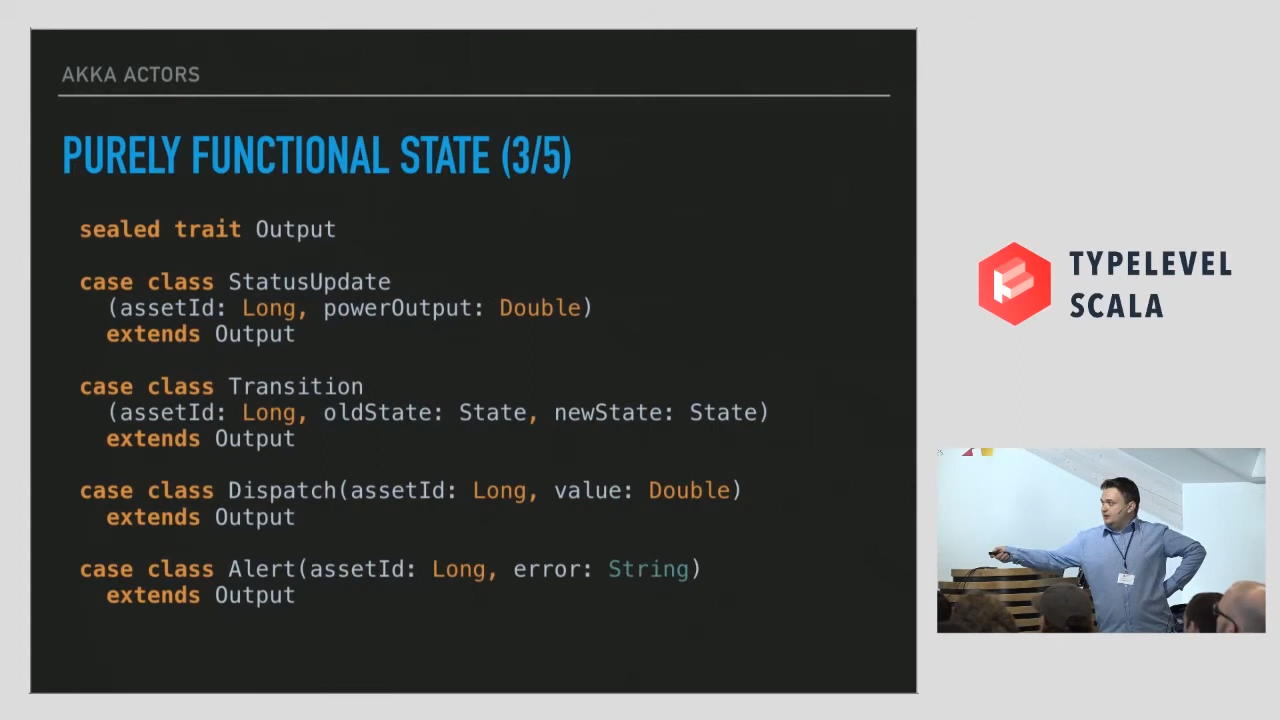 AKKA ACTORS
PURELY FUNCTIONAL STATE (3/5)
sealed trait Output
case class StatusUpdate
(assetId: Long, powerOutput: Double)
extends Output
case class Transition
(assetId: Long, oldState: State, newState: State)
extends Output
case class Dispatch(assetId: Long, value: Double)
extends Output
case class Alert(assetId: Long, error: String)
extends Output
TYPELEVEL
SCALA